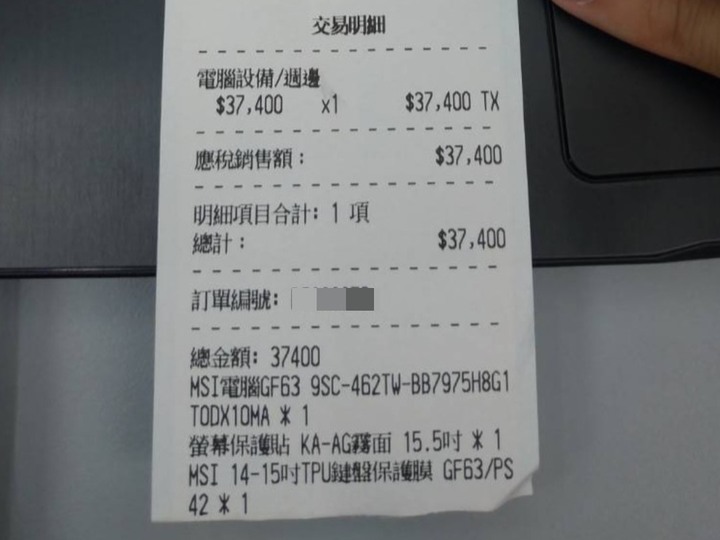 交易明細
電腦設備/週邊
$37,400 x1 $37,400 TX
應稅銷售額：
$37,400
明細項目合計: 1 項
總計：
$37,400
訂單編號:
總金額: 37400
MSI電腦GF63 9SC-462TW-BB7975H8G1
T0DX10MA * 1
螢幕保護貼 KA-AG霧面 15.5吋 * 1
MSI 14-15吋TPU鍵盤保護膜 GF63/PS
42 * 1